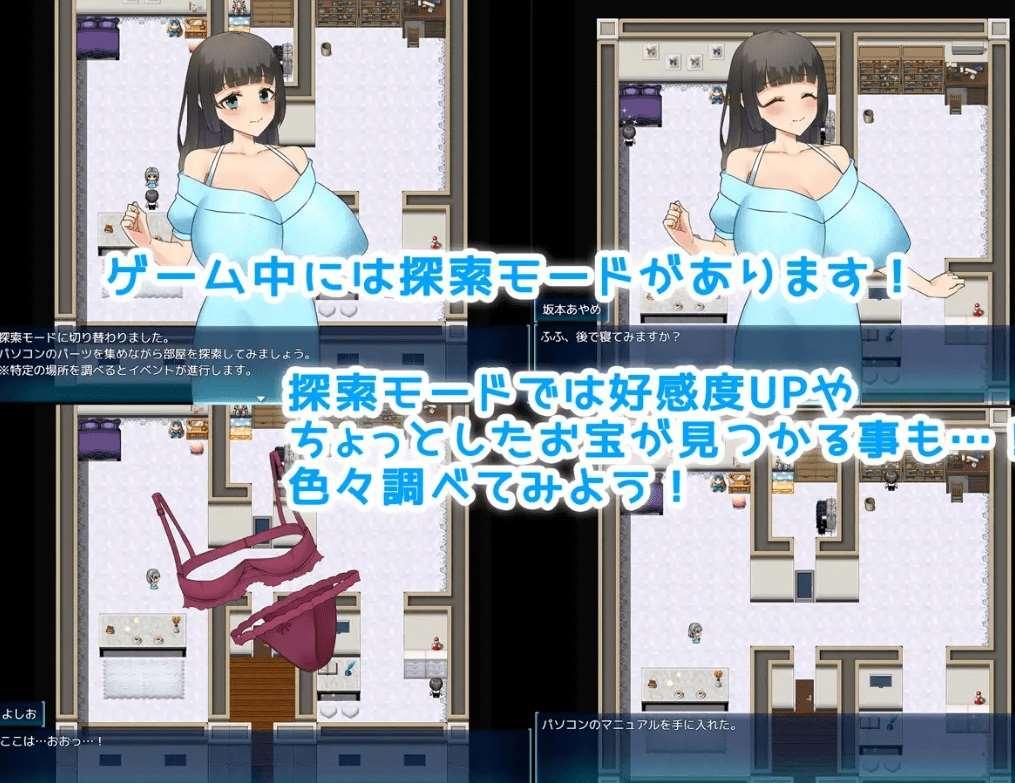 ゲーム中には探索モードがあります！
坂本あやめ
探索モードに切り替わりました。
パソコンのパーツを集めながら部屋を探索してみましょう。
※特定の場所を調べるとイベントが進行します。
ふふ、後で寝てみますか？
探索モードでは好感度UPや
ちょっとしたお宝が見つかる事も…！
色々調べてみよう！
よしお
ここは…おおっ…！
パソコンのマニュアルを手に入れた。